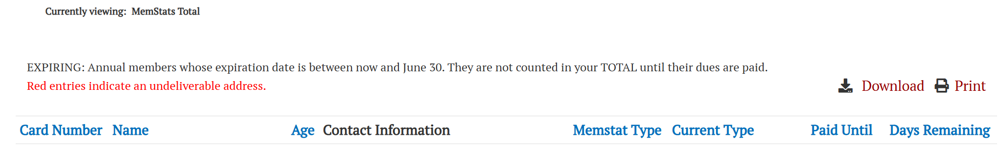 Currently viewing: MemStats Total
EXPIRING: Annual members whose expiration date is between now and June 30. They are not counted in your TOTAL until their dues are paid.
Red entries indicate an undeliverable address.
Download Print
Card Number Name Age Contact Information Memstat Type Current Type Paid Until Days Remaining